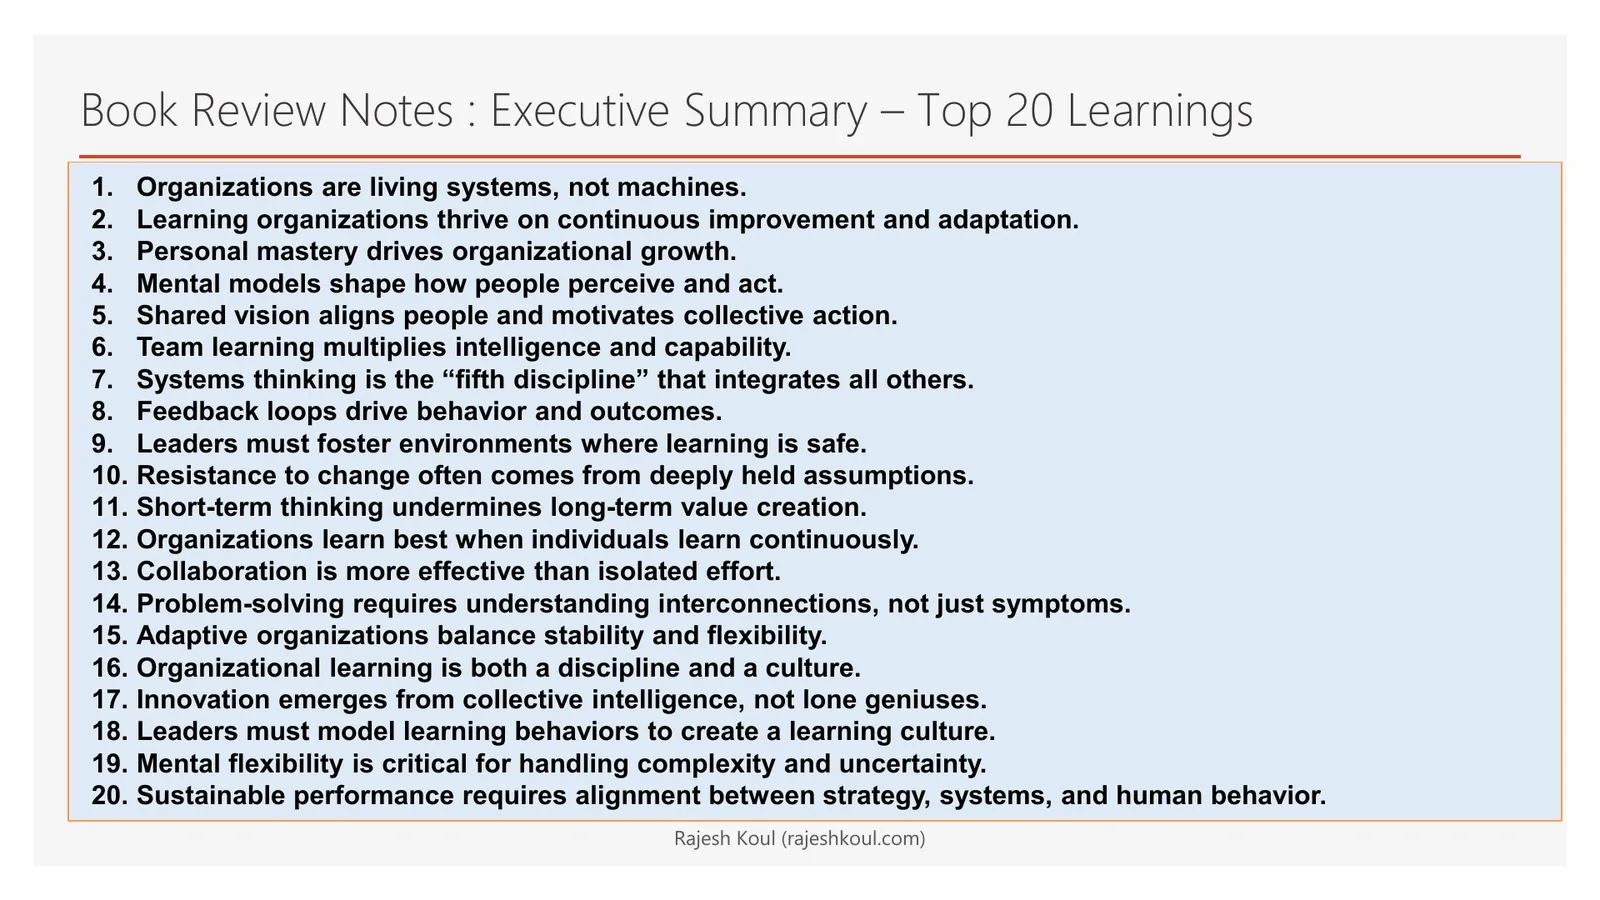 Book Review Notes : Executive Summary – Top 20 Learnings
1. Organizations are living systems, not machines.
2. Learning organizations thrive on continuous improvement and adaptation.
3. Personal mastery drives organizational growth.
4. Mental models shape how people perceive and act.
5. Shared vision aligns people and motivates collective action.
6. Team learning multiplies intelligence and capability.
7. Systems thinking is the “fifth discipline” that integrates all others.
8. Feedback loops drive behavior and outcomes.
9. Leaders must foster environments where learning is safe.
10. Resistance to change often comes from deeply held assumptions.
11. Short-term thinking undermines long-term value creation.
12. Organizations learn best when individuals learn continuously.
13. Collaboration is more effective than isolated effort.
14. Problem-solving requires understanding interconnections, not just symptoms.
15. Adaptive organizations balance stability and flexibility.
16. Organizational learning is both a discipline and a culture.
17. Innovation emerges from collective intelligence, not lone geniuses.
18. Leaders must model learning behaviors to create a learning culture.
19. Mental flexibility is critical for handling complexity and uncertainty.
20. Sustainable performance requires alignment between strategy, systems, and human behavior.
Rajesh Koul (rajeshkoul.com)